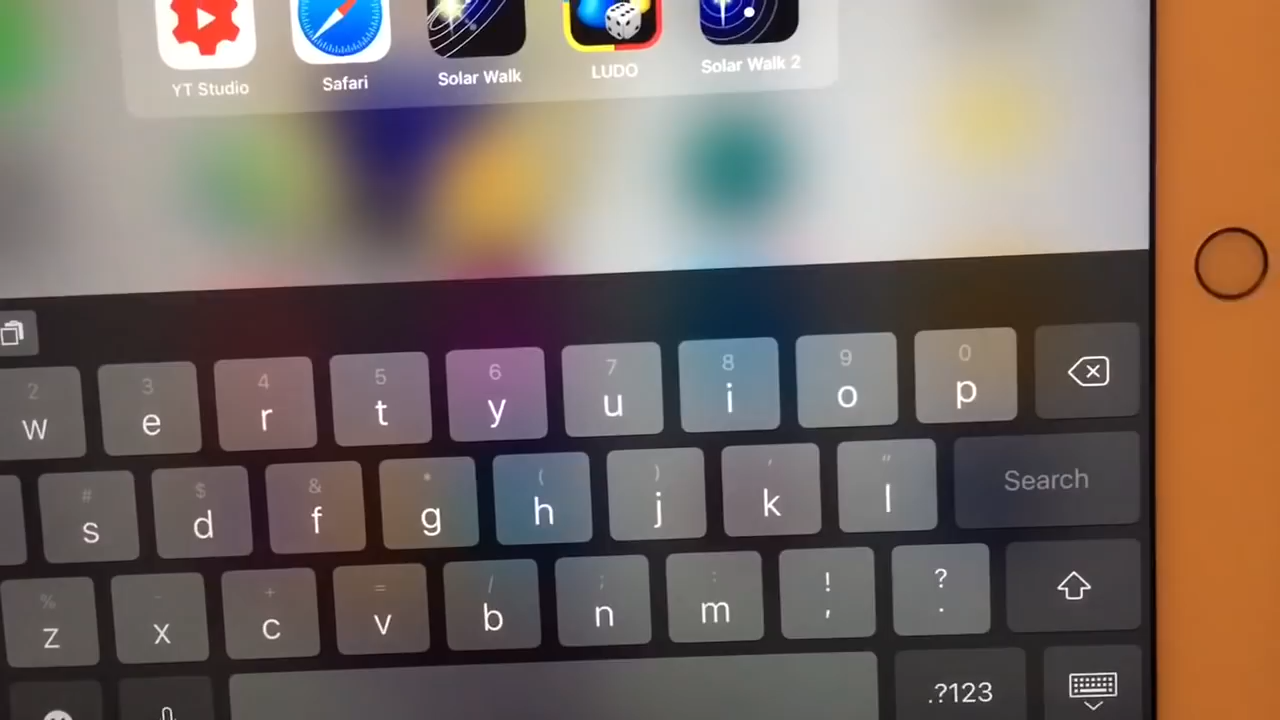 YT Studio Safari Solar Walk LUDO Solar Walk 2
2 3 4 5 6 7 8 9 0
w e r t y u i o p
# $ & * ( ) ' "
s d f g h j k l Search
% - + = / ; : ! ?
z x c v b n m , .
.?123